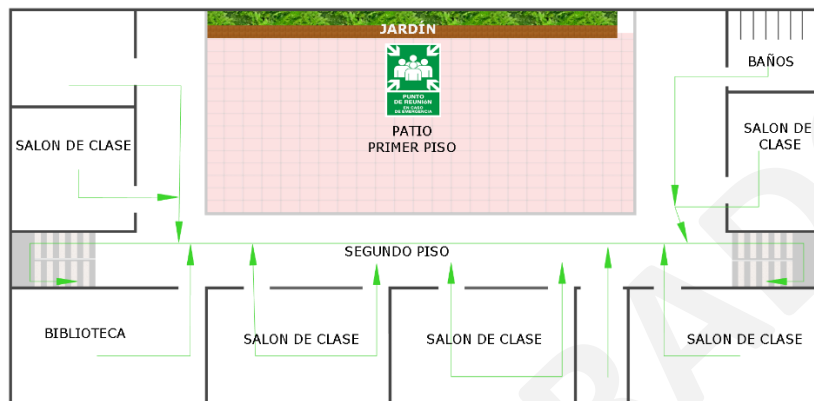 JARDÍN
PUNTO
DE REUNIÓN
EN CASO
DE EMERGENCIA
PATIO
PRIMER PISO
BAÑOS
SALON DE CLASE
SALON DE
CLASE
SEGUNDO PISO
BIBLIOTECA
SALON DE CLASE
SALON DE CLASE
SALON DE CLASE